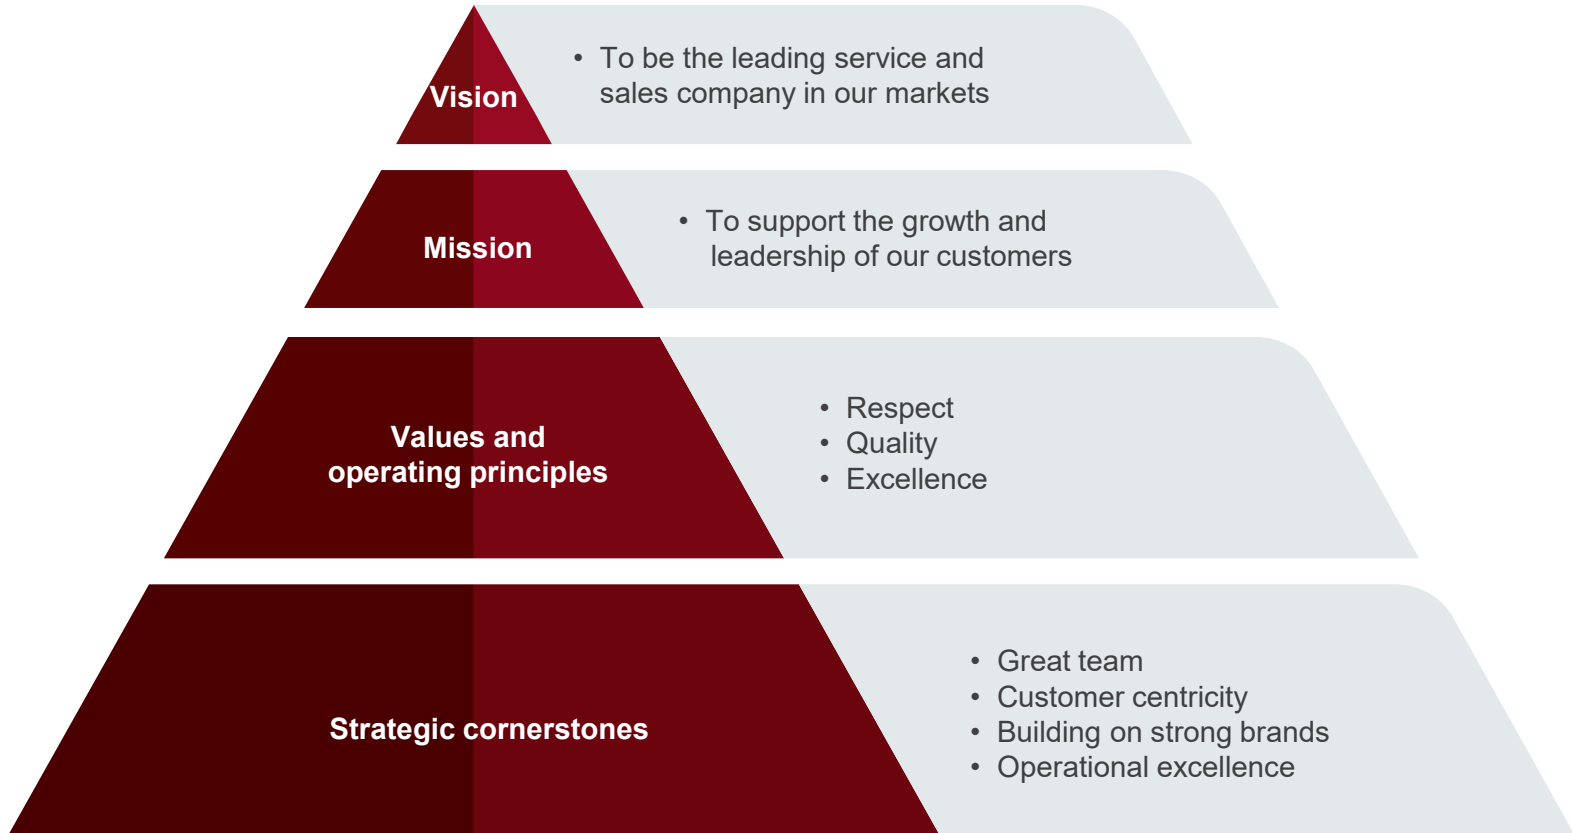 Vision
• To be the leading service and
sales company in our markets
Mission
• To support the growth and
leadership of our customers
Values and
operating principles
• Respect
• Quality
• Excellence
Strategic cornerstones
• Great team
• Customer centricity
• Building on strong brands
• Operational excellence